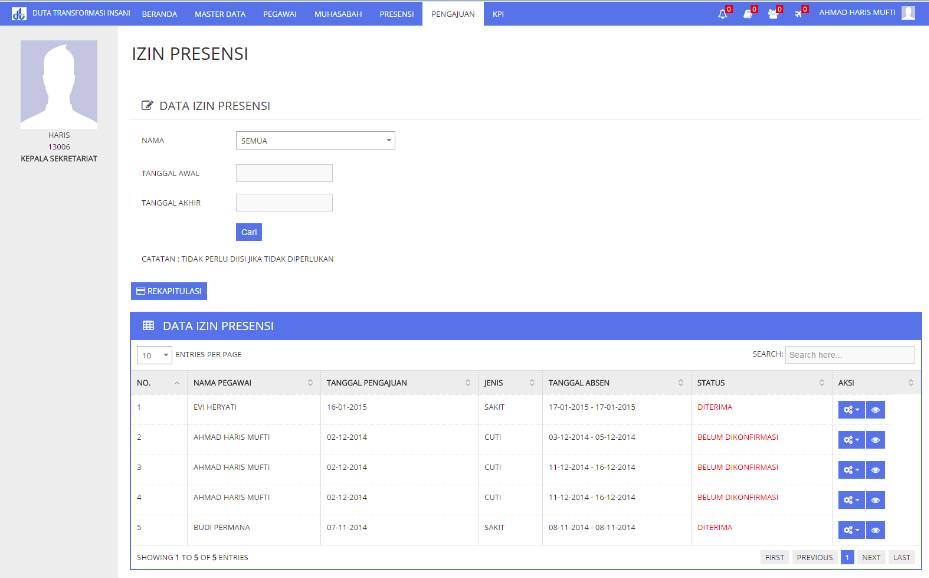 DUTA TRANSFORMASI INSANI BERANDA MASTER DATA PEGAWAI MUHASABAH PRESENSI PENGAJUAN KPI 0 0 0 0 AHMAD HARIS MUFTI
HARIS
13006
KEPALA SEKRETARIAT
IZIN PRESENSI
DATA IZIN PRESENSI
NAMA SEMUA
TANGGAL AWAL
TANGGAL AKHIR
Cari
CATATAN : TIDAK PERLU DIISI JIKA TIDAK DIPERLUKAN
REKAPITULASI
DATA IZIN PRESENSI
10 ENTRIES PER PAGE SEARCH: Search here...
NO. NAMA PEGAWAI TANGGAL PENGAJUAN JENIS TANGGAL ABSEN STATUS AKSI
1 EVI HERYATI 16-01-2015 SAKIT 17-01-2015 - 17-01-2015 DITERIMA
2 AHMAD HARIS MUFTI 02-12-2014 CUTI 03-12-2014 - 05-12-2014 BELUM DIKONFIRMASI
3 AHMAD HARIS MUFTI 02-12-2014 CUTI 11-12-2014 - 16-12-2014 BELUM DIKONFIRMASI
4 AHMAD HARIS MUFTI 02-12-2014 CUTI 11-12-2014 - 16-12-2014 BELUM DIKONFIRMASI
5 BUDI PERMANA 07-11-2014 SAKIT 08-11-2014 - 08-11-2014 DITERIMA
SHOWING 1 TO 5 OF 5 ENTRIES FIRST PREVIOUS 1 NEXT LAST